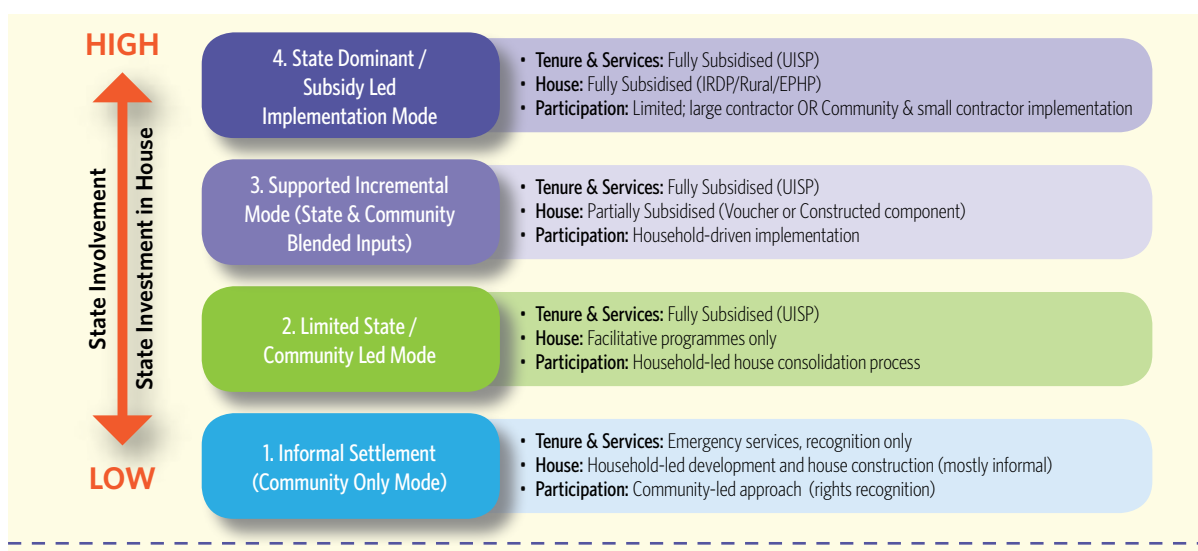 HIGH
State Involvement
State Investment in House
LOW
4. State Dominant /
Subsidy Led
Implementation Mode
• Tenure & Services: Fully Subsidised (UISP)
• House: Fully Subsidised (IRDP/Rural/EPHP)
• Participation: Limited; large contractor OR Community & small contractor implementation
3. Supported Incremental
Mode (State & Community
Blended Inputs)
• Tenure & Services: Fully Subsidised (UISP)
• House: Partially Subsidised (Voucher or Constructed component)
• Participation: Household-driven implementation
2. Limited State /
Community Led Mode
• Tenure & Services: Fully Subsidised (UISP)
• House: Facilitative programmes only
• Participation: Household-led house consolidation process
1. Informal Settlement
(Community Only Mode)
• Tenure & Services: Emergency services, recognition only
• House: Household-led development and house construction (mostly informal)
• Participation: Community-led approach (rights recognition)